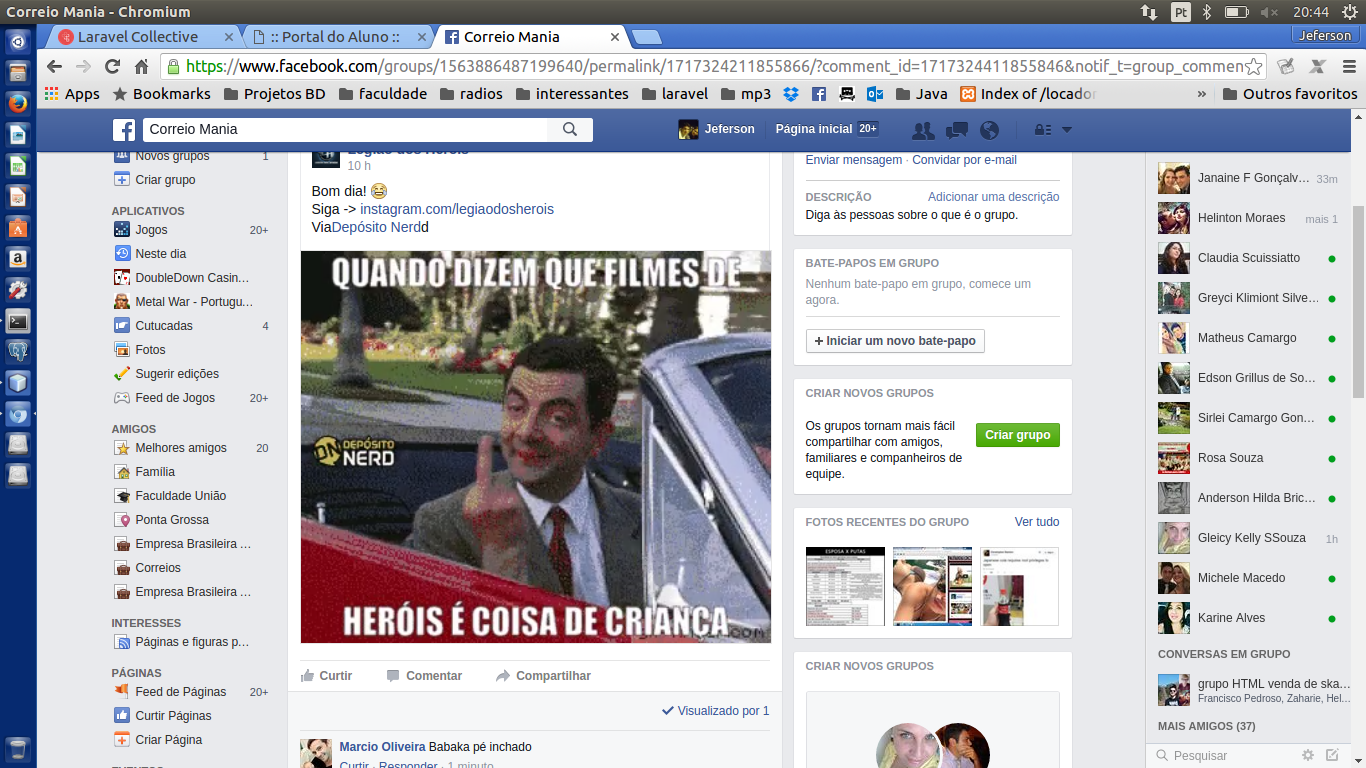 Correio Mania - Chromium
Pt
20:44
Laravel Collective
:: Portal do Aluno ::
Correio Mania
Jeferson
https://www.facebook.com/groups/1563886487199640/permalink/1717324211855866/?comment_id=1717324411855846&notif_t=group_commen
Apps
Bookmarks
Projetos BD
faculdade
radios
interessantes
laravel
mp3
Java
Index of /locador
»
Outros favoritos
Correio Mania
Jeferson
Página inicial
20+
Novos grupos 1
Criar grupo
APLICATIVOS
Jogos 20+
Neste dia
DoubleDown Casin...
Metal War - Portugu...
Cutucadas 4
Fotos
Sugerir edições
Feed de Jogos 20+
AMIGOS
Melhores amigos 20
Família
Faculdade União
Ponta Grossa
Empresa Brasileira ...
Correios
Empresa Brasileira ...
INTERESSES
Páginas e figuras p...
PÁGINAS
Feed de Páginas 20+
Curtir Páginas
Criar Página
EVENTOS
Legião dos Heróis
10 h
Bom dia! 😂
Siga -> instagram.com/legiaodosherois
ViaDepósito Nerdd
QUANDO DIZEM QUE FILMES DE
DN DEPÓSITO
NERD
HERÓIS É COISA DE CRIANÇA
Curtir
Comentar
Compartilhar
Visualizado por 1
Marcio Oliveira Babaka pé inchado
Curtir · Responder · 1 minuto
Enviar mensagem · Convidar por e-mail
DESCRIÇÃO
Adicionar uma descrição
Diga às pessoas sobre o que é o grupo.
BATE-PAPOS EM GRUPO
Nenhum bate-papo em grupo, comece um
agora.
+ Iniciar um novo bate-papo
CRIAR NOVOS GRUPOS
Os grupos tornam mais fácil
compartilhar com amigos,
familiares e companheiros de
equipe.
Criar grupo
FOTOS RECENTES DO GRUPO
Ver tudo
ESPOSA X PUTAS
CRIAR NOVOS GRUPOS
Janaine F Gonçalv... 33m
Helinton Moraes mais 1
Claudia Scuissiatto
Greyci Klimiont Silve...
Matheus Camargo
Edson Grillus de So...
Sirlei Camargo Gon...
Rosa Souza
Anderson Hilda Bric...
Gleicy Kelly SSouza 1h
Michele Macedo
Karine Alves
CONVERSAS EM GRUPO
grupo HTML venda de ska...
Francisco Pedroso, Zaharie, Hel...
MAIS AMIGOS (37)
Pesquisar